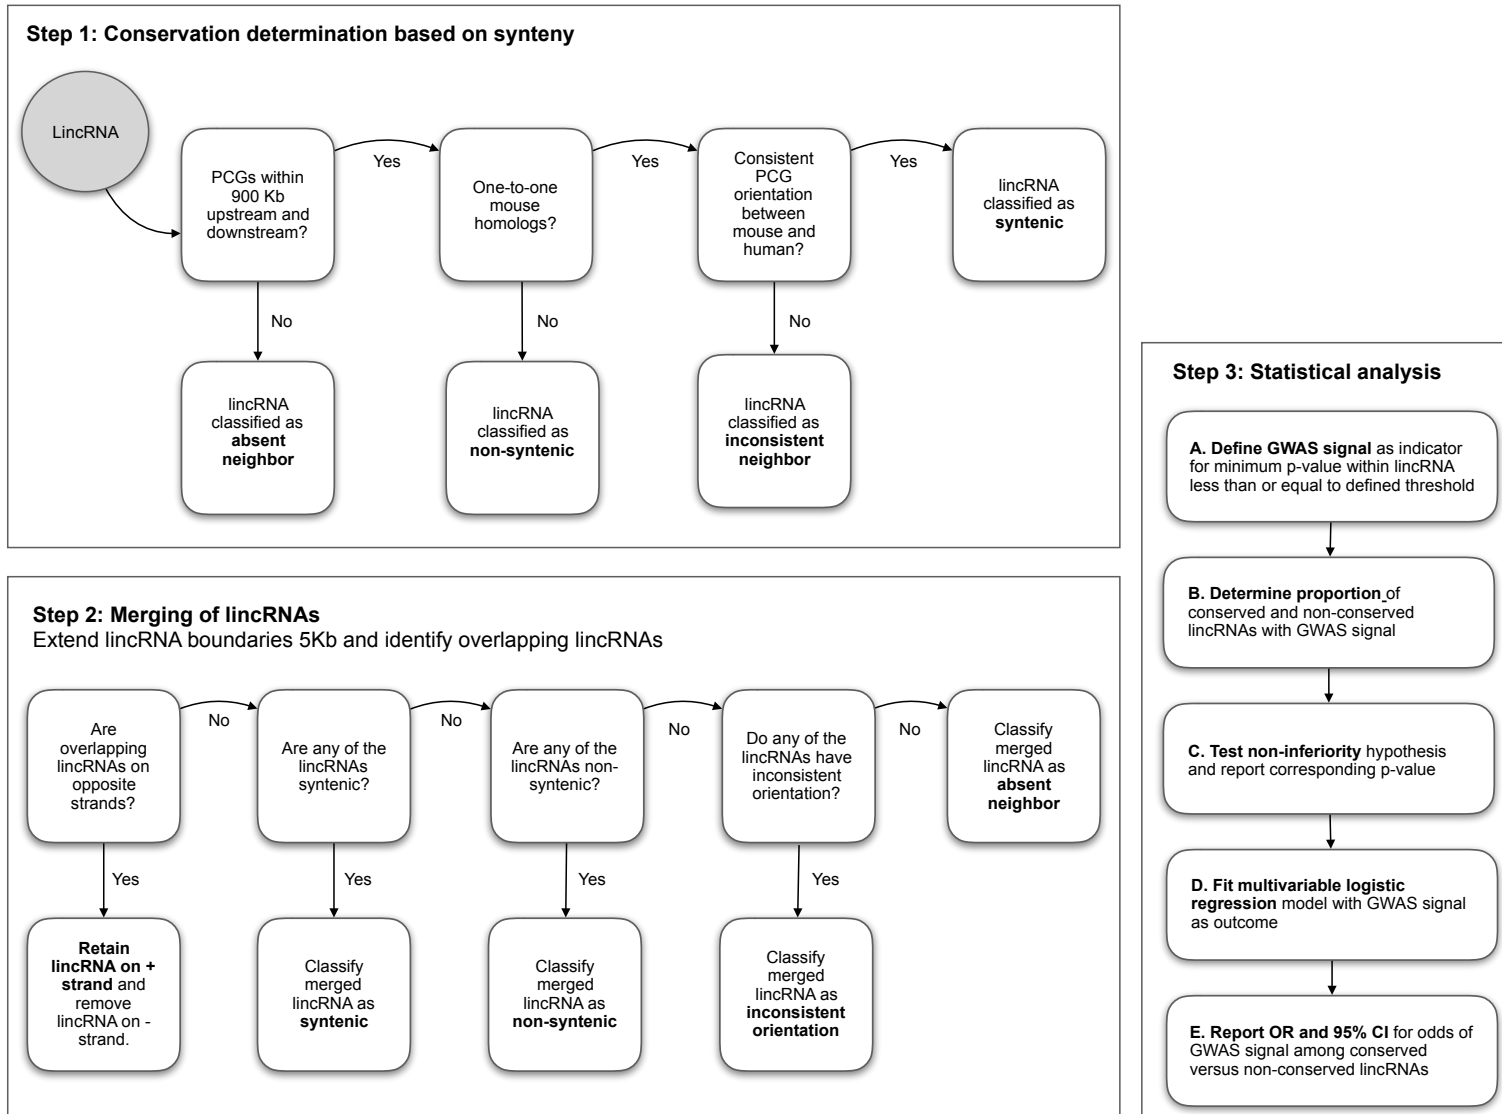 Step 1: Conservation determination based on synteny
LincRNA
PCGs within
900 Kb
upstream and
downstream?
Yes
One-to-one
mouse
homologs?
Yes
Consistent
PCG
orientation
between
mouse and
human?
Yes
lincRNA
classified as
syntenic
No
No
No
lincRNA
classified as
absent
neighbor
lincRNA
classified as
non-syntenic
lincRNA
classified as
inconsistent
neighbor
Step 2: Merging of lincRNAs
Extend lincRNA boundaries 5Kb and identify overlapping lincRNAs
Are
overlapping
lincRNAs on
opposite
strands?
No
Are any of the
lincRNAs
syntenic?
No
Are any of the
lincRNAs non-
syntenic?
No
Do any of the
lincRNAs have
inconsistent
orientation?
No
Classify
merged
lincRNA as
absent
neighbor
Yes
Yes
Yes
Yes
Retain
lincRNA on +
strand and
remove
lincRNA on -
strand.
Classify
merged
lincRNA as
syntenic
Classify
merged
lincRNA as
non-syntenic
Classify
merged
lincRNA as
inconsistent
orientation
Step 3: Statistical analysis
A. Define GWAS signal as indicator
for minimum p-value within lincRNA
less than or equal to defined threshold
B. Determine proportion of
conserved and non-conserved
lincRNAs with GWAS signal
C. Test non-inferiority hypothesis
and report corresponding p-value
D. Fit multivariable logistic
regression model with GWAS signal
as outcome
E. Report OR and 95% CI for odds of
GWAS signal among conserved
versus non-conserved lincRNAs